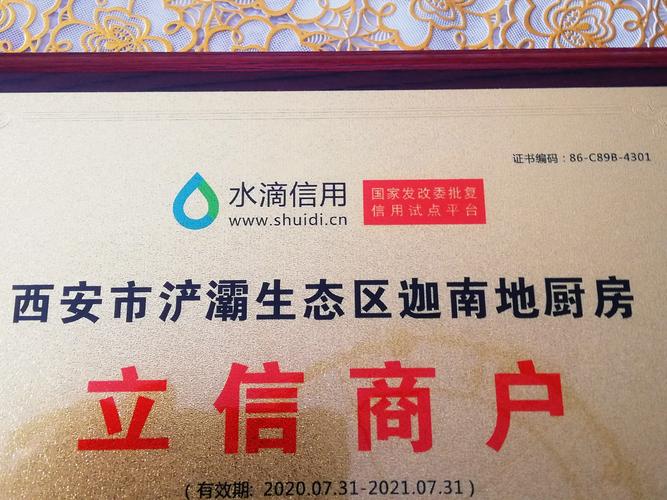 证书编码：86-C89B-4301
水滴信用
www.shuidi.cn
国家发改委批复
信用试点平台
西安市浐灞生态区迦南地厨房
立信商户
(有效期: 2020.07.31-2021.07.31)